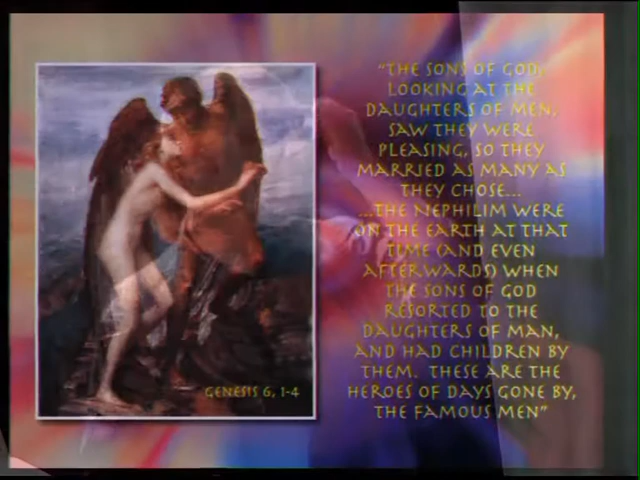 "THE SONS OF GOD,
LOOKING AT THE
DAUGHTERS OF MEN,
SAW THEY WERE
PLEASING, SO THEY
MARRIED AS MANY AS
THEY CHOSE...
...THE NEPHILIM WERE
ON THE EARTH AT THAT
TIME (AND EVEN
AFTERWARDS) WHEN
THE SONS OF GOD
RESORTED TO THE
DAUGHTERS OF MAN,
AND HAD CHILDREN BY
THEM. THESE ARE THE
HEROES OF DAYS GONE BY,
THE FAMOUS MEN"
GENESIS 6, 1-4